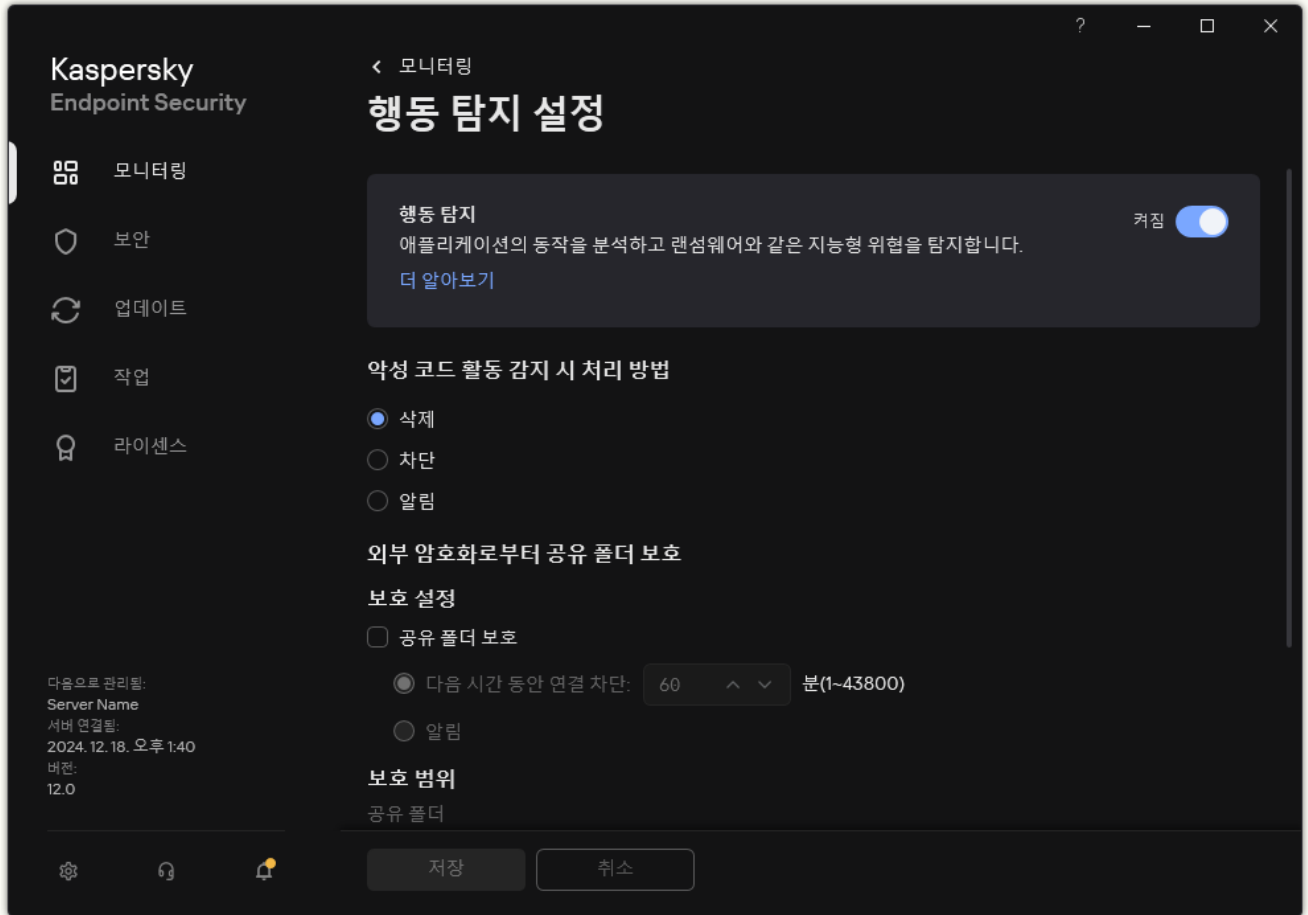 ?
Kaspersky
Endpoint Security
모니터링
보안
업데이트
작업
라이센스
다음으로 관리됨:
Server Name
서버 연결됨:
2024. 12. 18. 오후 1:40
버전:
12.0
모니터링
행동 탐지 설정
행동 탐지
켜짐
애플리케이션의 동작을 분석하고 랜섬웨어와 같은 지능형 위협을 탐지합니다.
더 알아보기
악성 코드 활동 감지 시 처리 방법
삭제
차단
알림
외부 암호화로부터 공유 폴더 보호
보호 설정
공유 폴더 보호
다음 시간 동안 연결 차단: 60 분(1~43800)
알림
보호 범위
공유 폴더
저장 취소